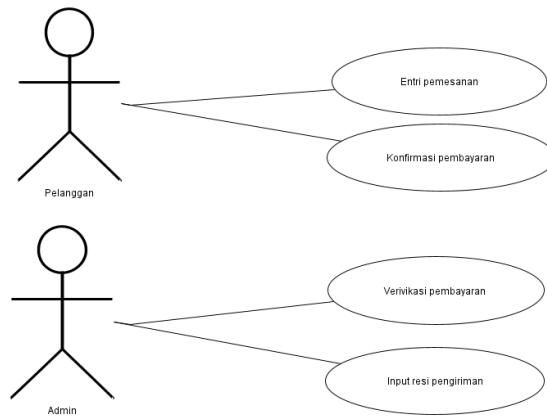 Entri pemesanan
Konfirmasi pembayaran
Pelanggan
Verivikasi pembayaran
Input resi pengiriman
Admin